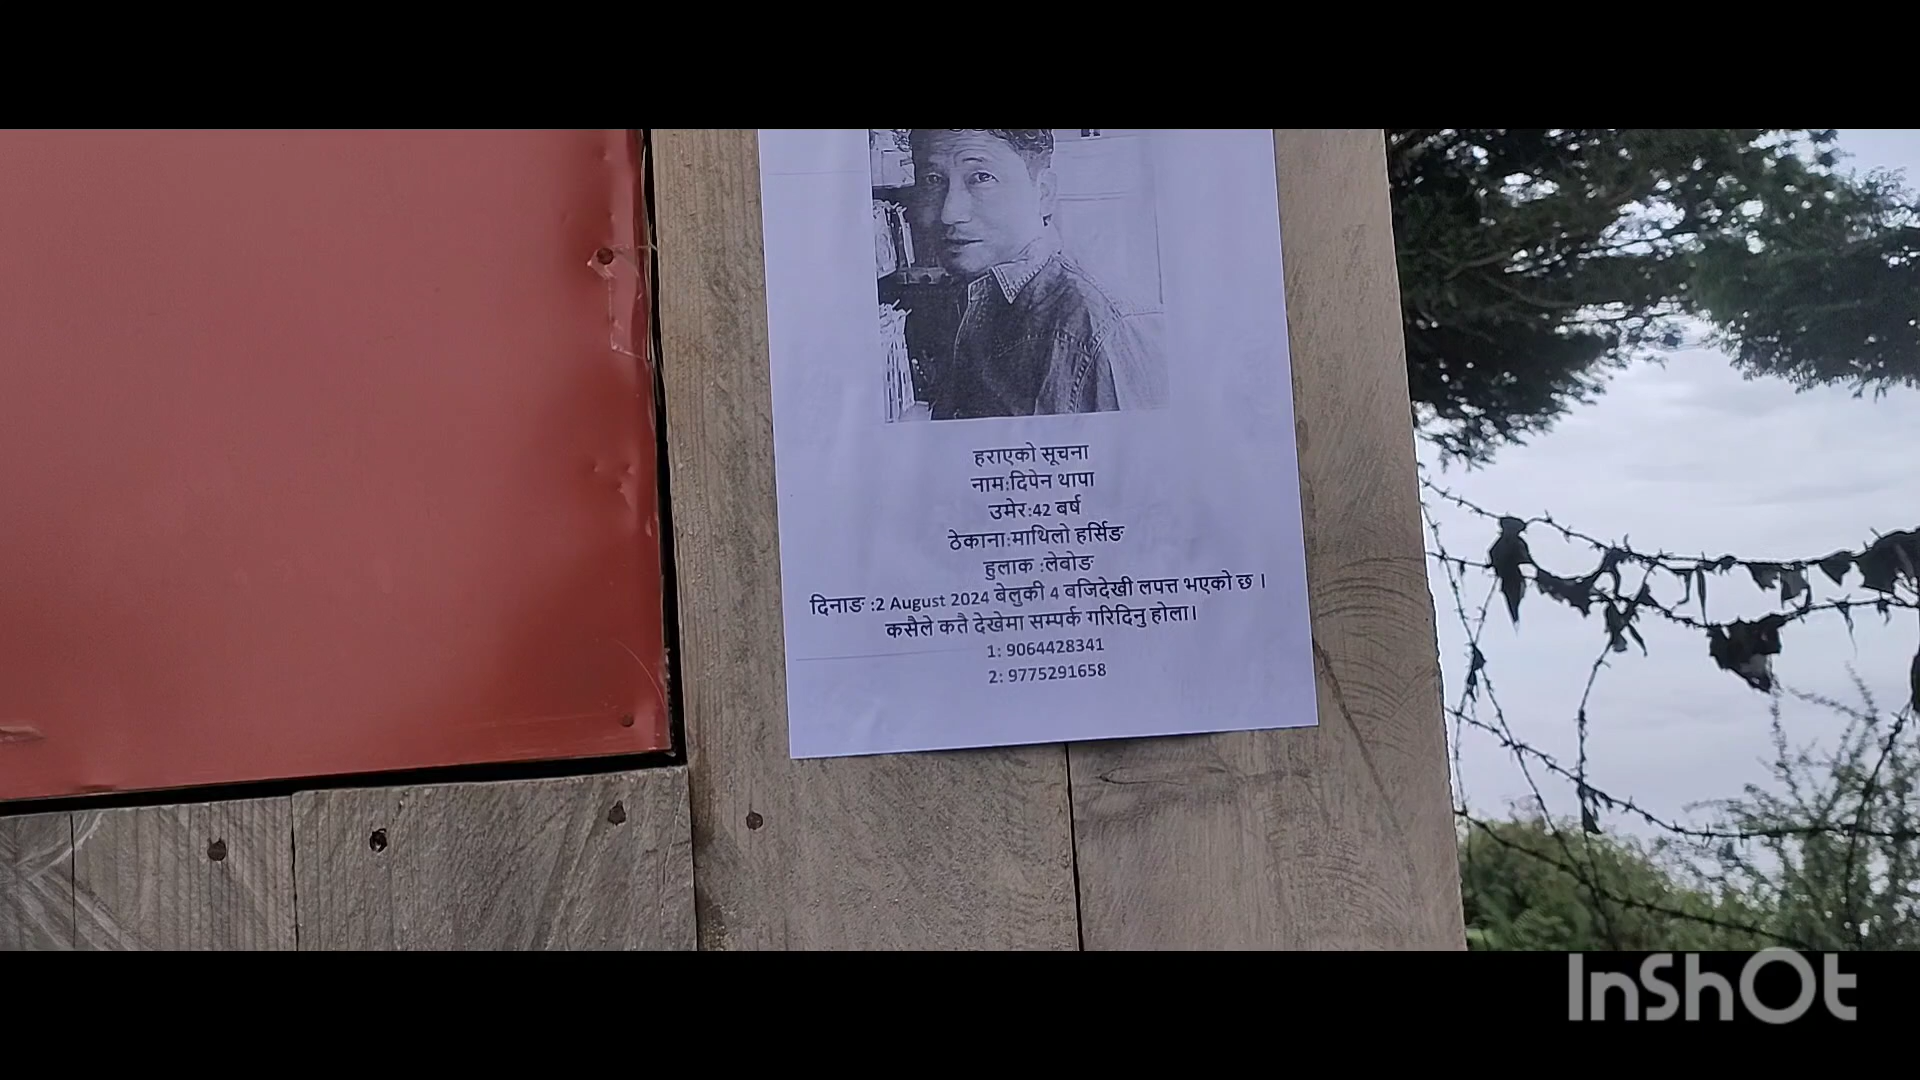 हराएको सूचना
नाम:दिपेन थापा
उमेर:42 बर्ष
ठेकाना:माथिलो हर्सिङ
हुलाक :लेबोङ
दिनाङ :2 August 2024 बेलुकी 4 बजिदेखी लपत्त भएको छ ।
कसैले कतै देखेमा सम्पर्क गरिदिनु होला।
1: 9064428341
2: 9775291658
InShOt